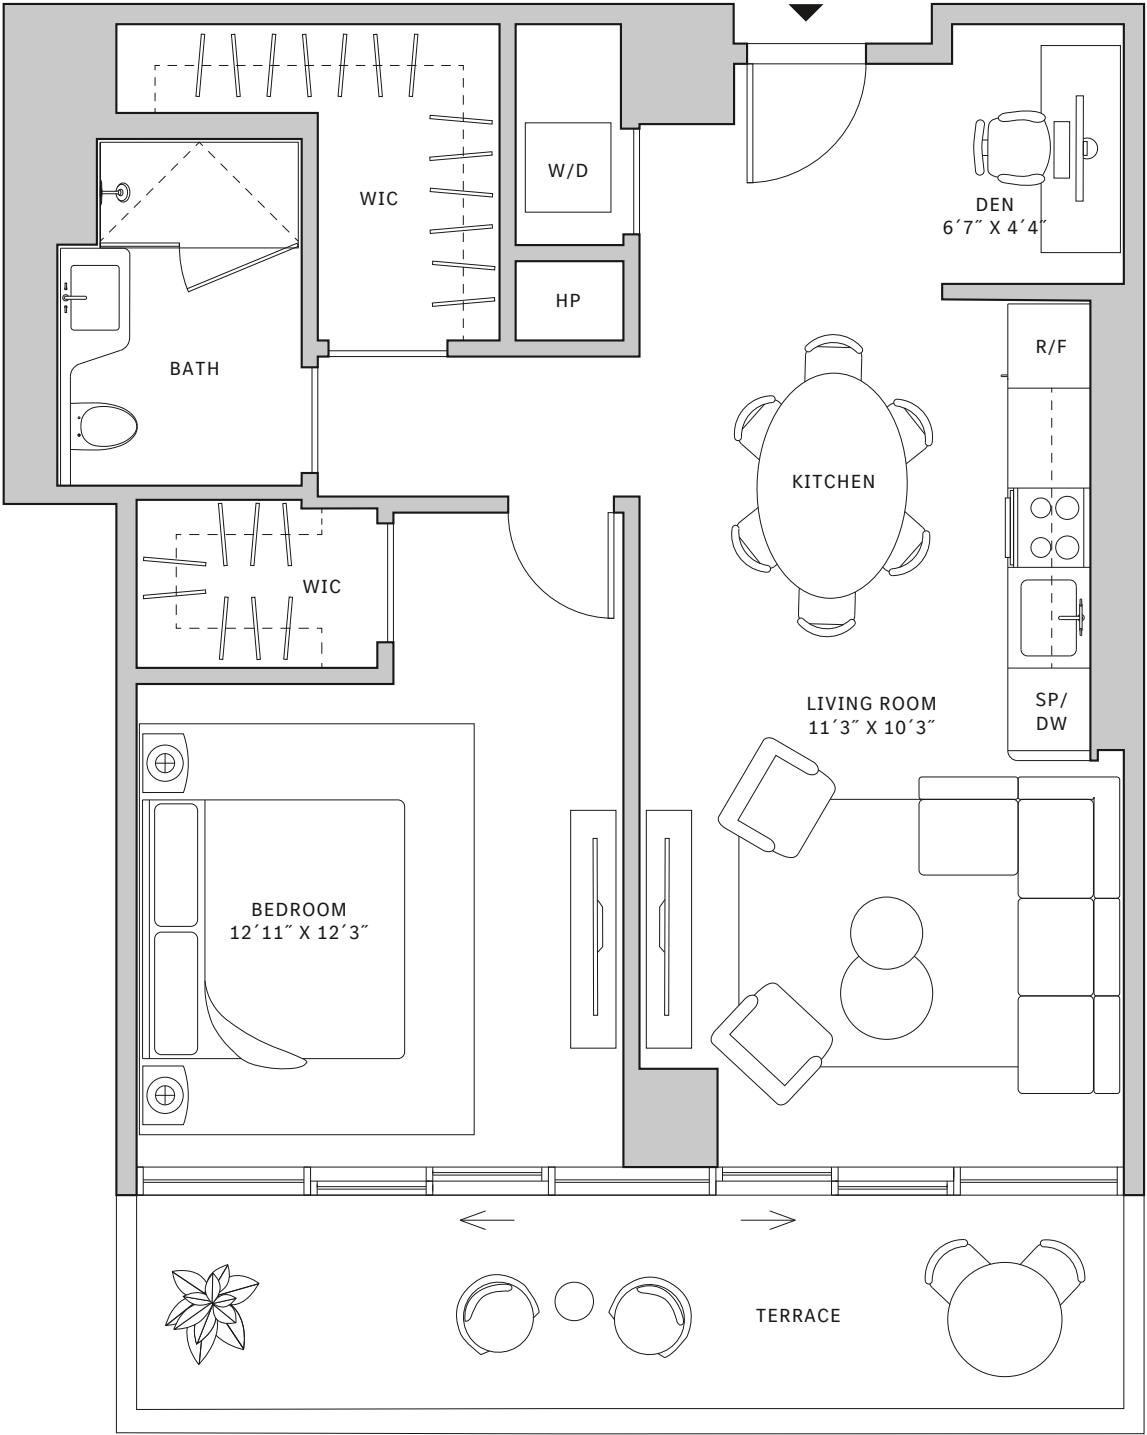 W/D
WIC
DEN
6´7˝ X 4´4˝
HP
R/F
BATH
KITCHEN
WIC
LIVING ROOM
11´3˝ X 10´3˝
SP/
DW
BEDROOM
12´11˝ X 12´3˝
TERRACE